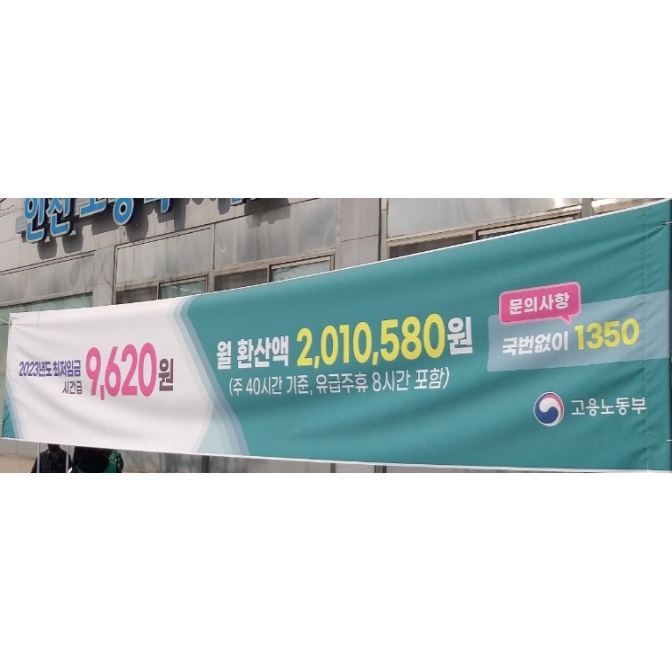 인천
2023년도 최저임금
시간급 9,620원
월 환산액 2,010,580원
(주 40시간 기준, 유급주휴 8시간 포함)
문의사항
국번없이 1350
고용노동부